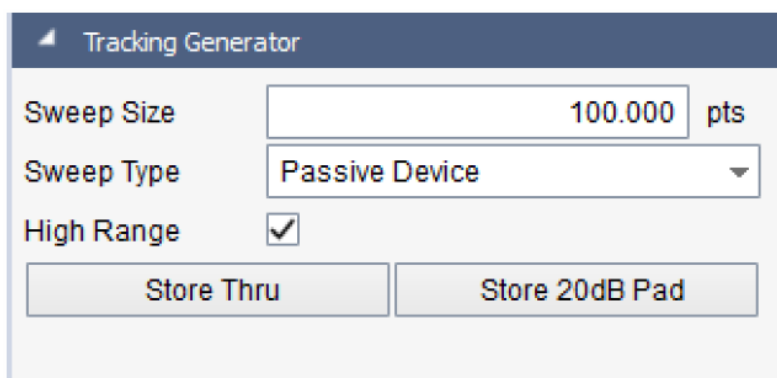 Tracking Generator
Sweep Size 100.000 pts
Sweep Type Passive Device
High Range
Store Thru Store 20dB Pad